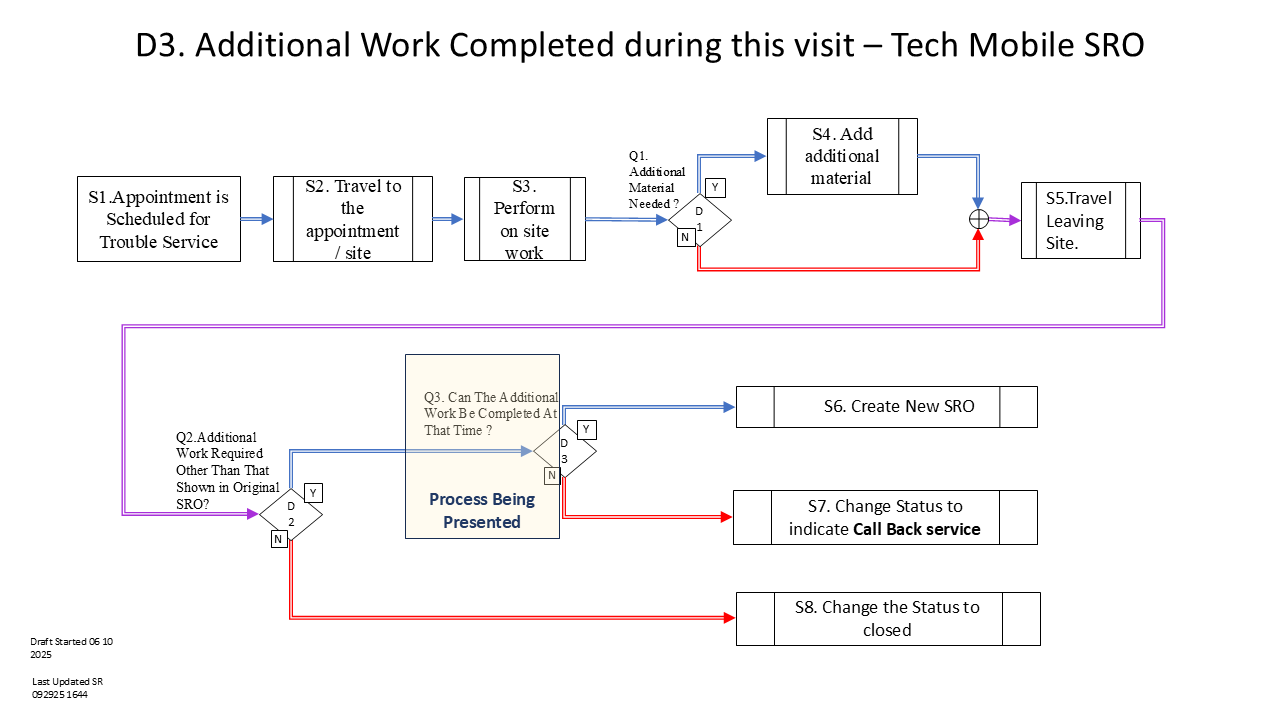 D3. Additional Work Completed during this visit – Tech Mobile SRO
S1.Appointment is
Scheduled for
Trouble Service
S2. Travel to
the
appointment
/ site
S3.
Perform
on site
work
Q1.
Additional
Material
Needed ?
Y
D
1
N
S4. Add
additional
material
S5.Travel
Leaving
Site.
Q2.Additional
Work Required
Other Than That
Shown in Original
SRO?
Y
D
2
N
Q3. Can The Additional
Work Be Completed At
That Time ?
Y
D
3
N
Process Being
Presented
S6. Create New SRO
S7. Change Status to
indicate Call Back service
S8. Change the Status to
closed
Draft Started 06 10
2025
Last Updated SR
092925 1644